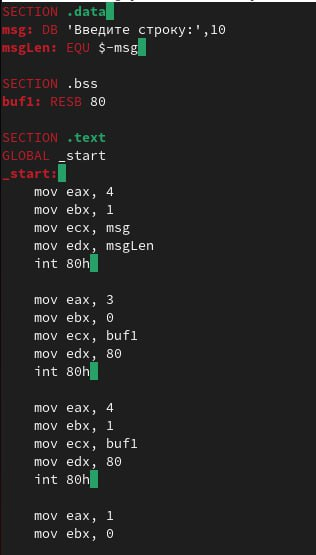 SECTION .data
msg: DB 'Введите строку:',10
msgLen: EQU $-msg
SECTION .bss
buf1: RESB 80
SECTION .text
GLOBAL _start
_start:
mov eax, 4
mov ebx, 1
mov ecx, msg
mov edx, msgLen
int 80h
mov eax, 3
mov ebx, 0
mov ecx, buf1
mov edx, 80
int 80h
mov eax, 4
mov ebx, 1
mov ecx, buf1
mov edx, 80
int 80h
mov eax, 1
mov ebx, 0